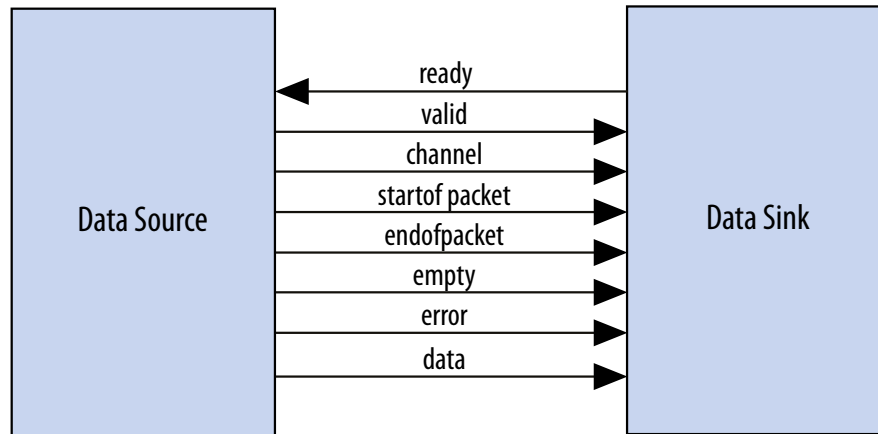 ready
valid
channel
startof packet
endofpacket
empty
error
data
Data Source
Data Sink